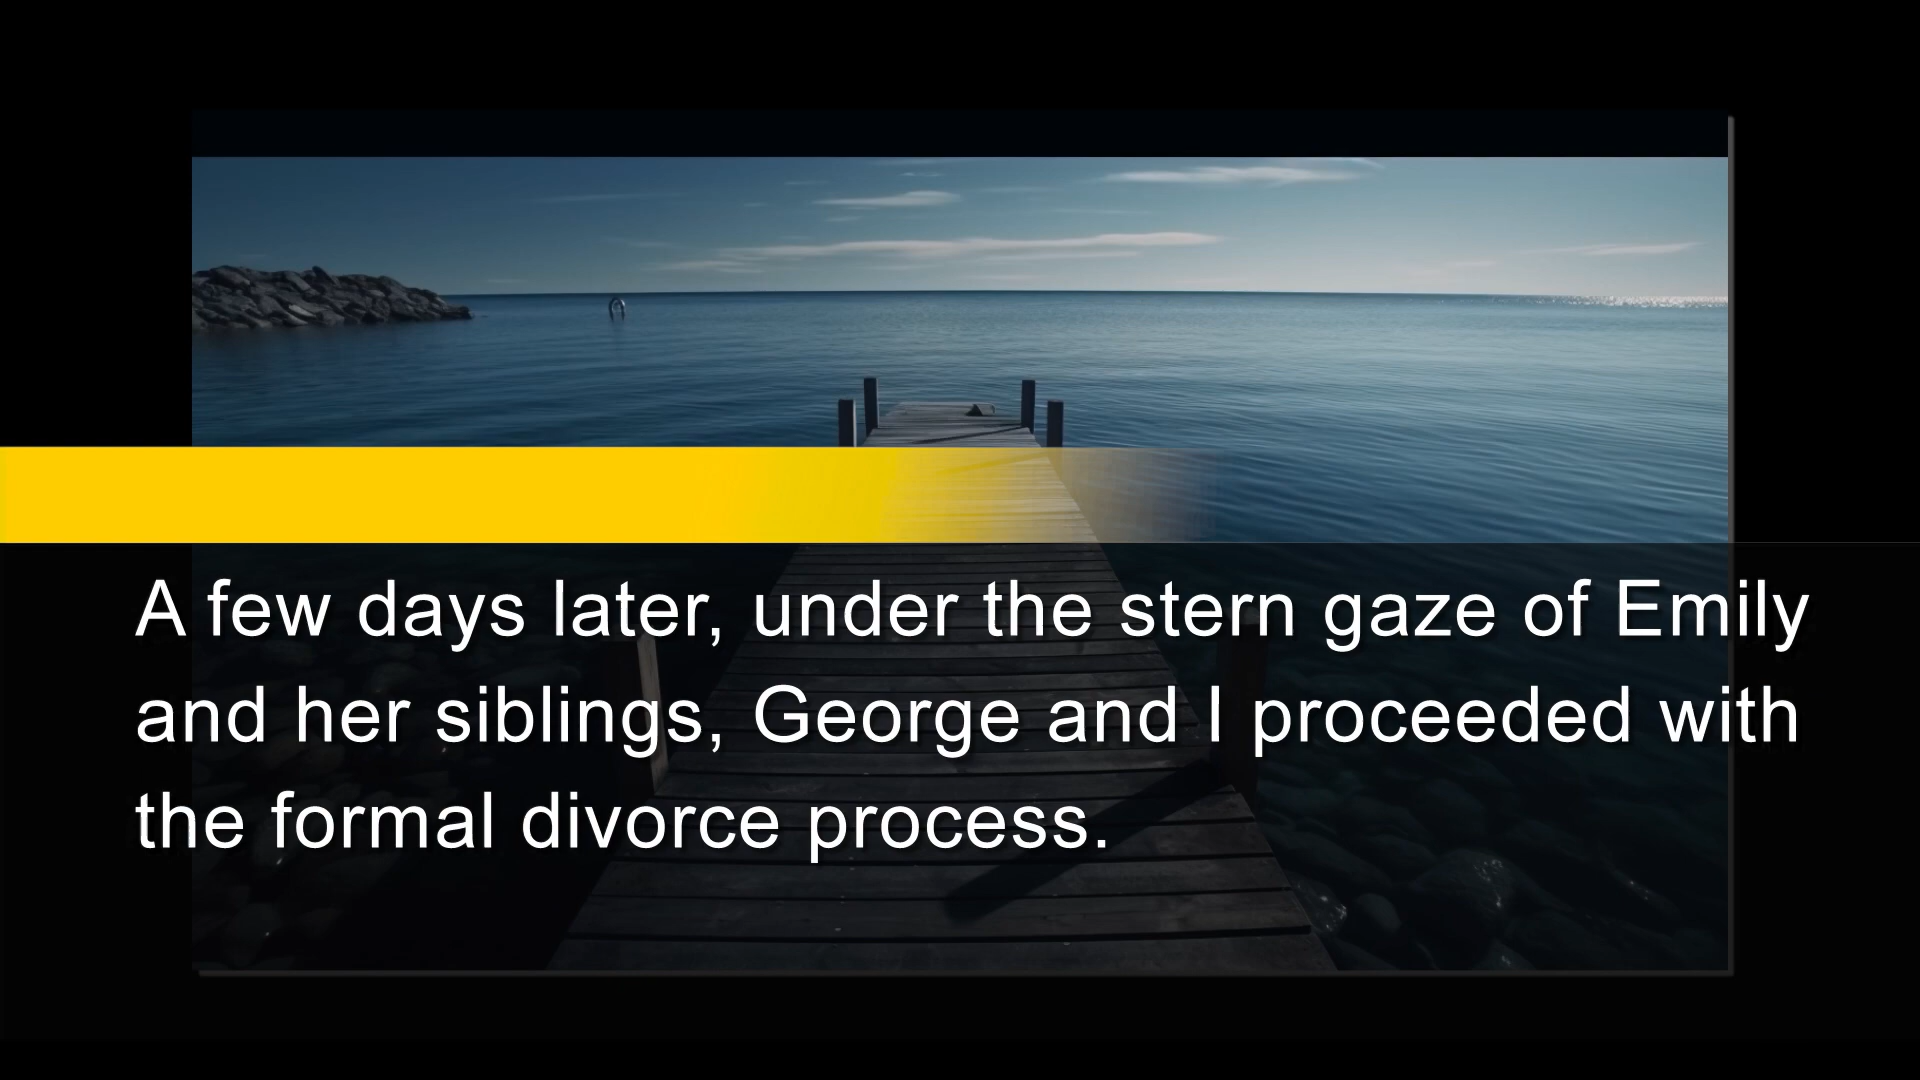 A few days later, under the stern gaze of Emily
and her siblings, George and I proceeded with
the formal divorce process.